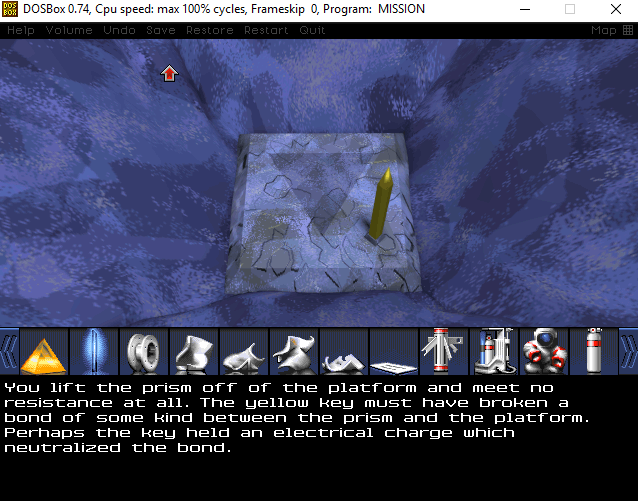 DOS
BOX
DOSBox 0.74, Cpu speed: max 100% cycles, Frameskip 0, Program: MISSION
Help Volume Undo Save Restore Restart Quit Map
You lift the prism off of the platform and meet no
resistance at all. The yellow key must have broken a
bond of some kind between the prism and the platform.
Perhaps the key held an electrical charge which
neutralized the bond.